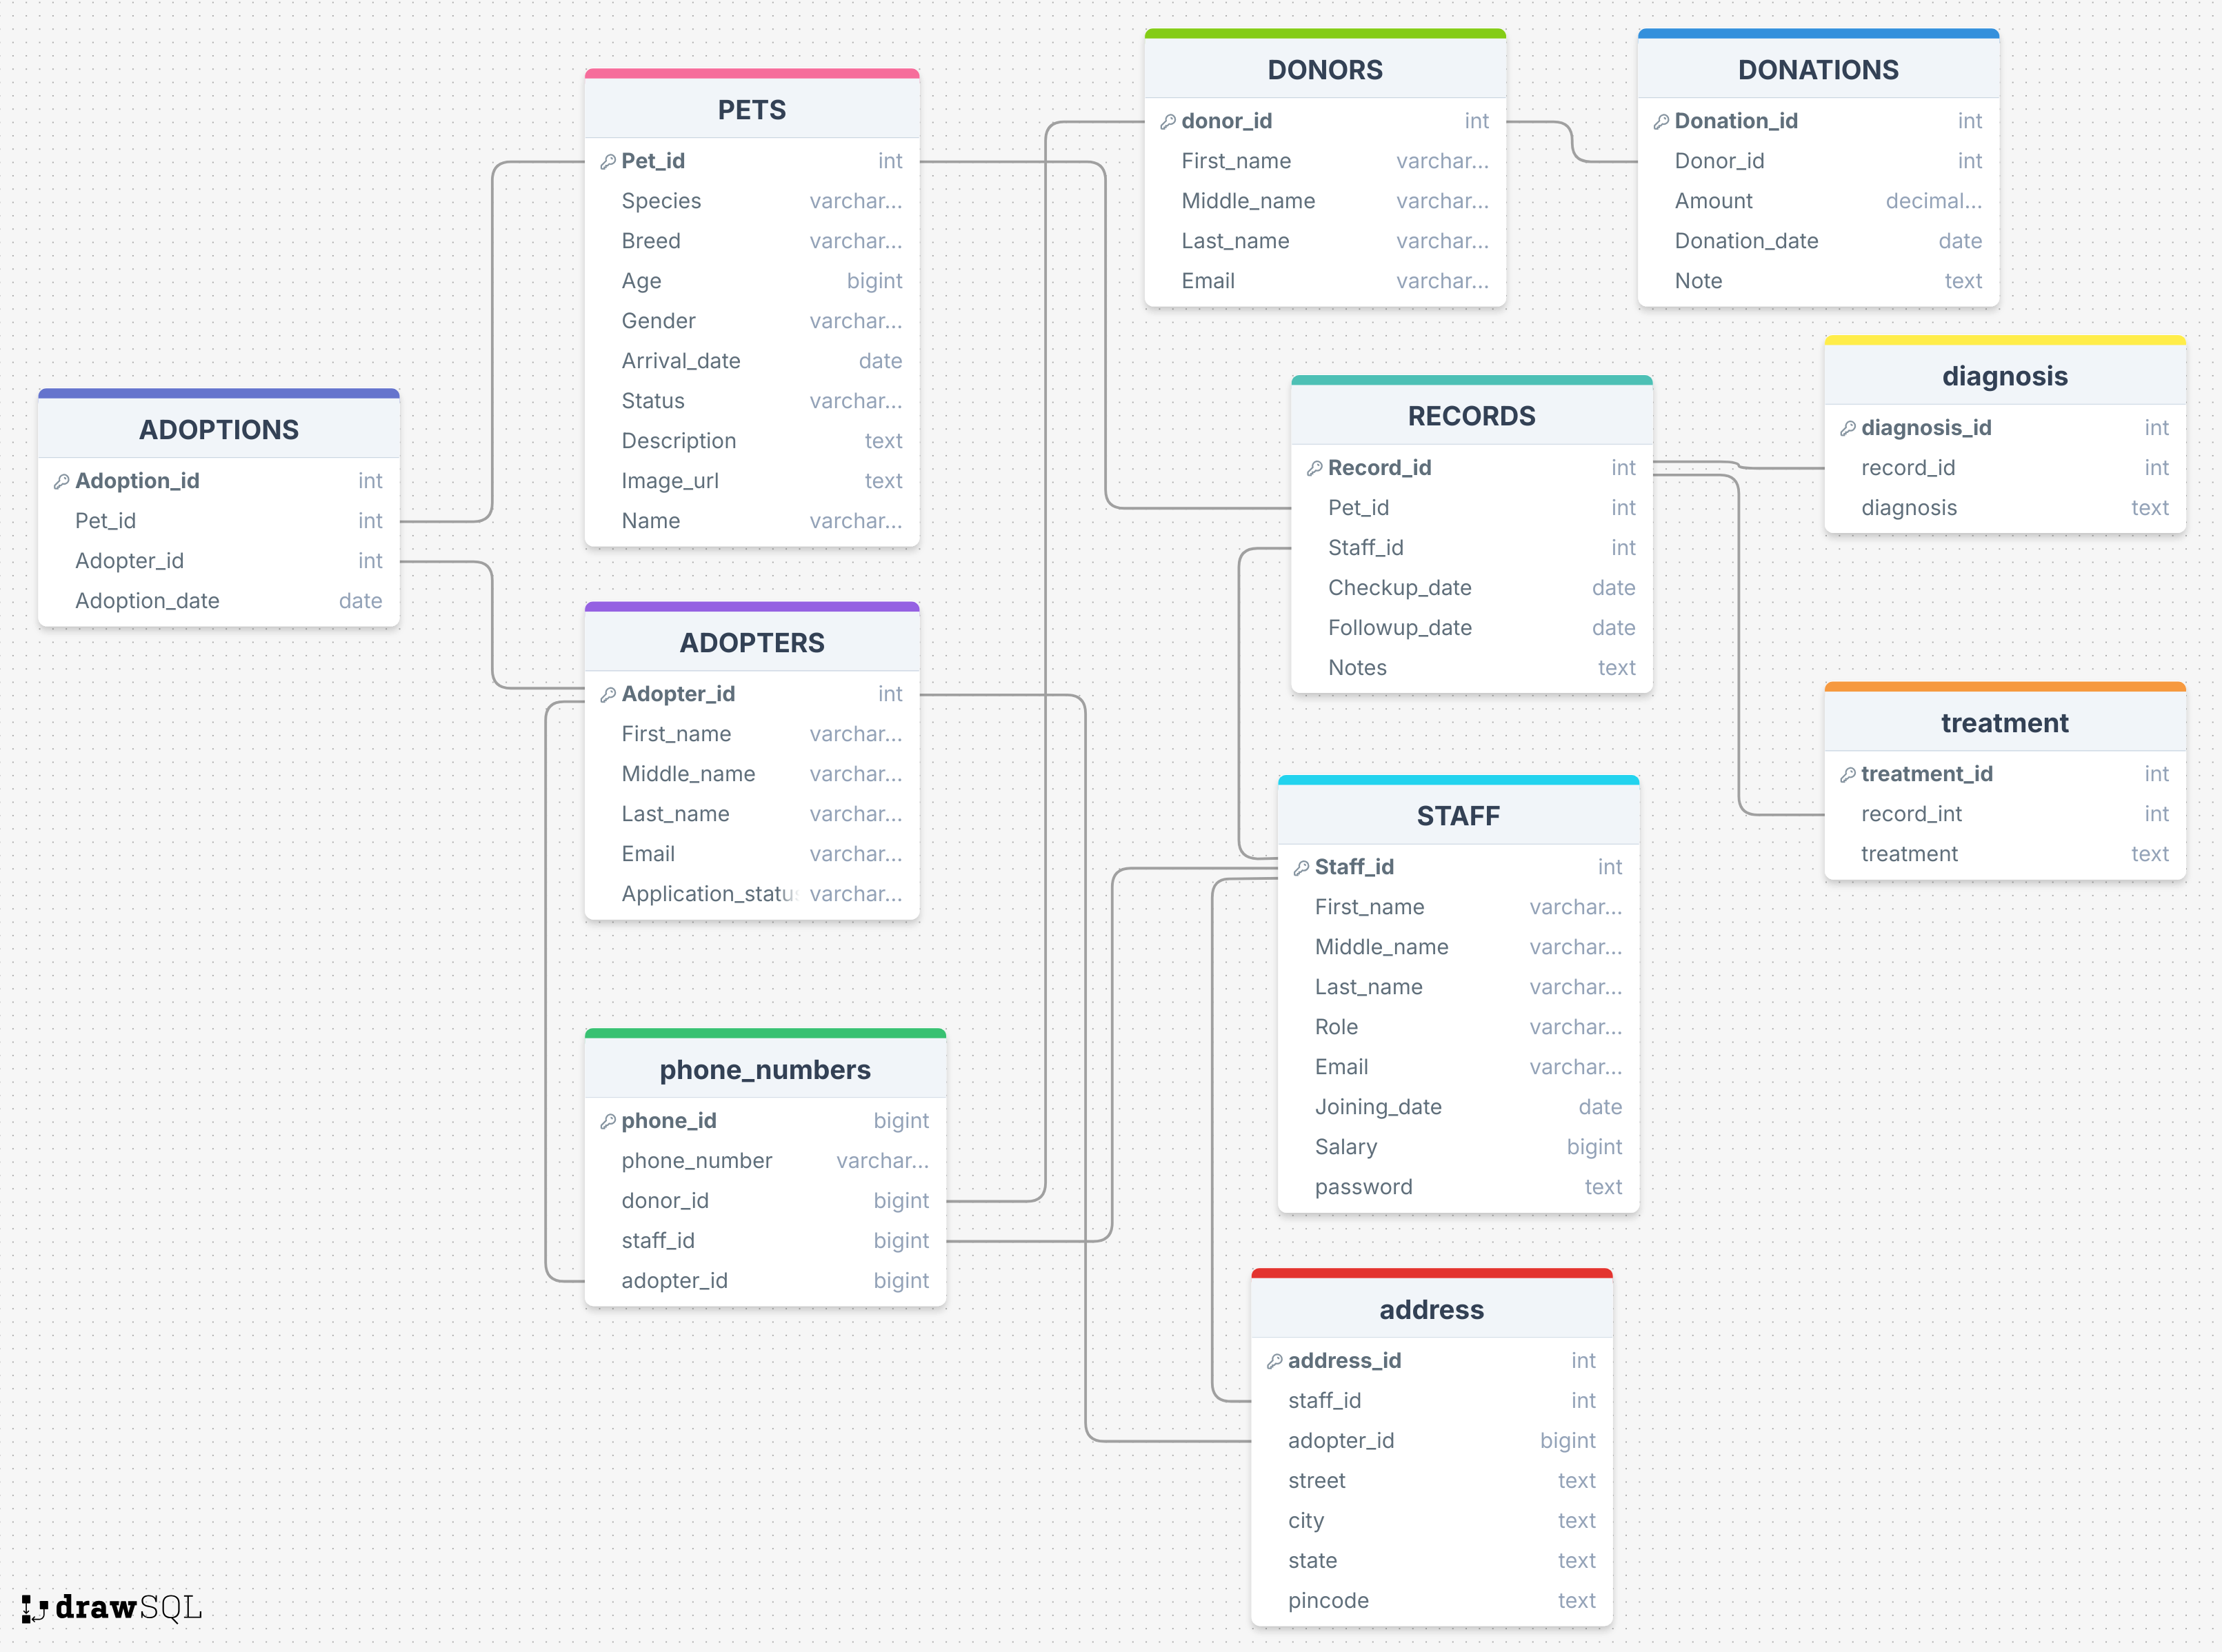 PETS
Pet_id int
Species varchar...
Breed varchar...
Age bigint
Gender varchar...
Arrival_date date
Status varchar...
Description text
Image_url text
Name varchar...
DONORS
donor_id int
First_name varchar...
Middle_name varchar...
Last_name varchar...
Email varchar...
DONATIONS
Donation_id int
Donor_id int
Amount decimal...
Donation_date date
Note text
ADOPTIONS
Adoption_id int
Pet_id int
Adopter_id int
Adoption_date date
RECORDS
Record_id int
Pet_id int
Staff_id int
Checkup_date date
Followup_date date
Notes text
diagnosis
diagnosis_id int
record_id int
diagnosis text
ADOPTERS
Adopter_id int
First_name varchar...
Middle_name varchar...
Last_name varchar...
Email varchar...
Application_statu varchar...
treatment
treatment_id int
record_int int
treatment text
STAFF
Staff_id int
First_name varchar...
Middle_name varchar...
Last_name varchar...
Role varchar...
Email varchar...
Joining_date date
Salary bigint
password text
phone_numbers
phone_id bigint
phone_number varchar...
donor_id bigint
staff_id bigint
adopter_id bigint
address
address_id int
staff_id int
adopter_id bigint
street text
city text
state text
pincode text
drawSQL